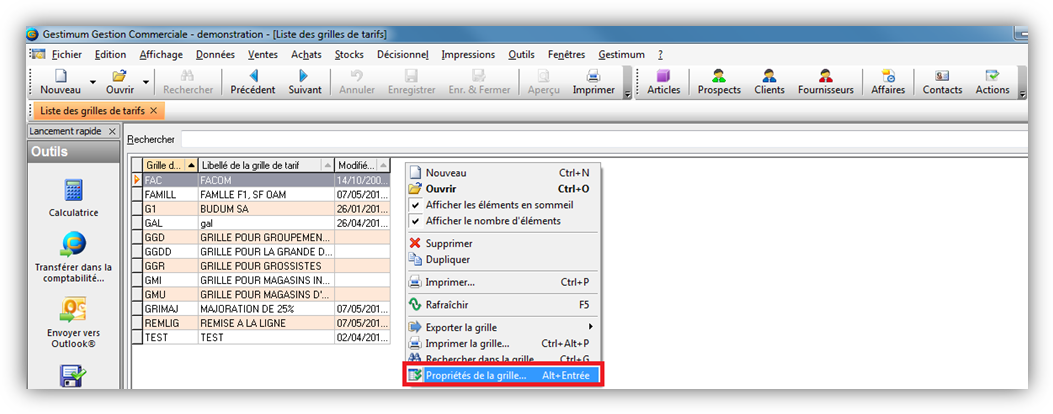 Gestimum Gestion Commerciale - demonstration - [Liste des grilles de tarifs]
Fichier Edition Affichage Données Ventes Achats Stocks Décisionnel Impressions Outils Fenêtres Gestimum ?
Nouveau Ouvrir Rechercher Précédent Suivant Annuler Enregistrer Enr. & Fermer Aperçu Imprimer Articles Prospects Clients Fournisseurs Affaires Contacts Actions
Liste des grilles de tarifs ×
Lancement rapide ×
Outils
Calculatrice
Transférer dans la
comptabilité...
Envoyer vers
Outlook®
Rechercher
Grille d... Libellé de la grille de tarif Modifié...
FAC FACOM 14/10/200...
FAMILL FAMLLE F1, SF OAM 07/05/201...
G1 BUDUM SA 26/01/201...
GAL gal 26/04/201...
GGD GRILLE POUR GROUPEMEN...
GGDD GRILLE POUR LA GRANDE D...
GGR GRILLE POUR GROSSISTES
GMI GRILLE POUR MAGASINS IN...
GMU GRILLE POUR MAGASINS D'...
GRIMAJ MAJORATION DE 25% 07/05/201...
REMLIG REMISE A LA LIGNE 07/05/201...
TEST TEST 02/04/201...
Nouveau Ctrl+N
Ouvrir Ctrl+O
Afficher les éléments en sommeil
Afficher le nombre d'éléments
Supprimer
Dupliquer
Imprimer... Ctrl+P
Rafraîchir F5
Exporter la grille
Imprimer la grille... Ctrl+Alt+P
Rechercher dans la grille Ctrl+G
Propriétés de la grille... Alt+Entrée